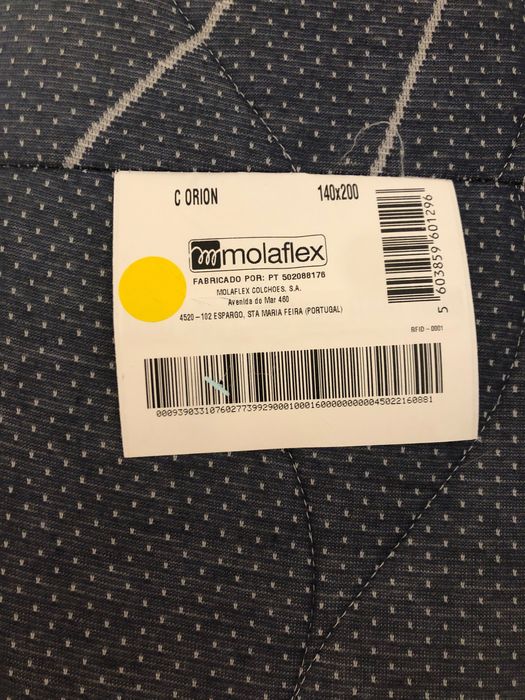 C ORION 140x200
molaflex
FABRICADO POR: PT 502088176
MOLAFLEX COLCHOES, S.A.
Avenida do Mar 460
4520-102 ESPARGO, STA MARIA FEIRA (PORTUGAL)
5 603859 601296
RFID - 0001
00093903310760277399290001000160000000000045022160881